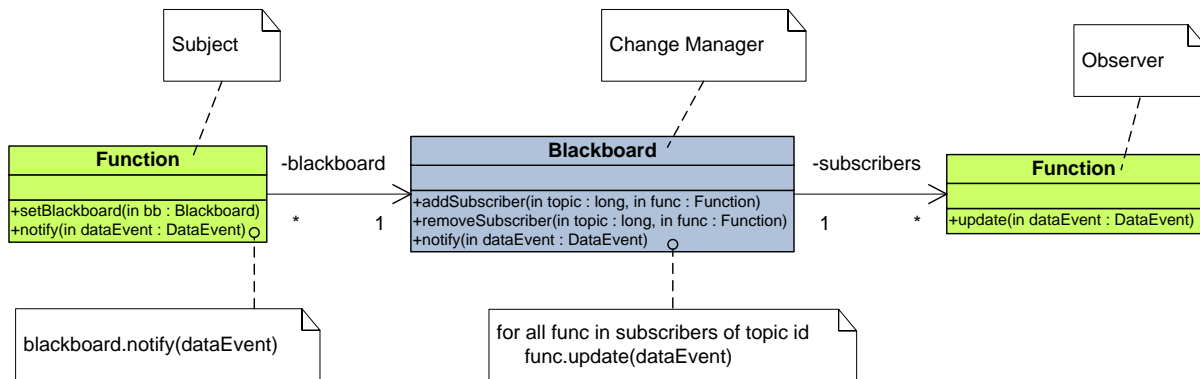 Subject
Change Manager
Observer
Function
-blackboard
Blackboard
-subscribers
Function
+setBlackboard(in bb : Blackboard)
+notify(in dataEvent : DataEvent)
*
1
+addSubscriber(in topic : long, in func : Function)
+removeSubscriber(in topic : long, in func : Function)
+notify(in dataEvent : DataEvent)
1
*
+update(in dataEvent : DataEvent)
blackboard.notify(dataEvent)
for all func in subscribers of topic id
func.update(dataEvent)